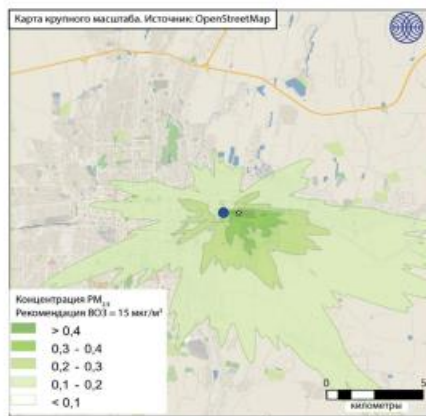 Карта крупного масштаба. Источник: OpenStreetMap
Концентрация PM₂.₅
Рекомендация ВОЗ = 15 мкг/м³
> 0,4
0,3 - 0,4
0,2 - 0,3
0,1 - 0,2
< 0,1
0 5
километры